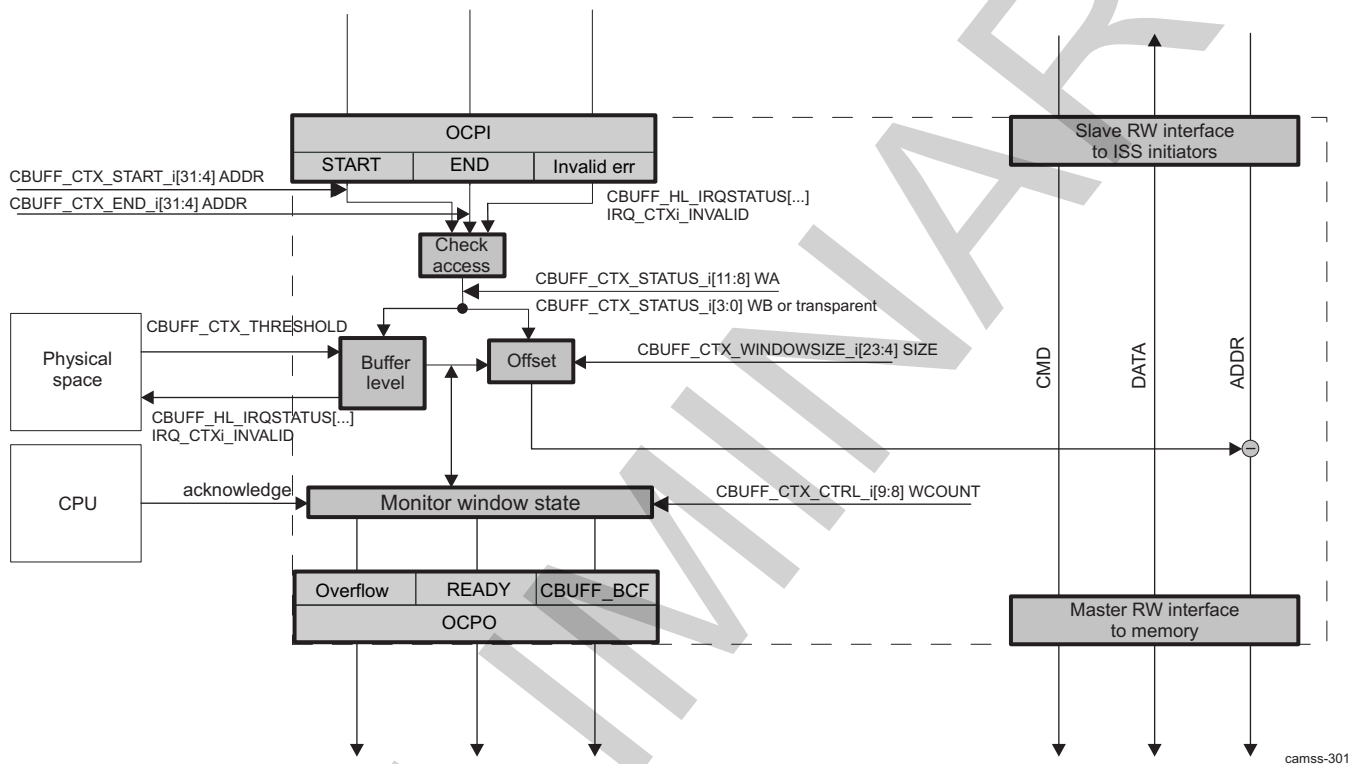 OCPI
START
END
Invalid err
Slave RW interface
to ISS initiators
CBUFF_CTX_START_i[31:4] ADDR
CBUFF_CTX_END_i[31:4] ADDR
CBUFF_HL_IRQSTATUS[...]
IRQ_CTXi_INVALID
Check
access
CBUFF_CTX_STATUS_i[11:8] WA
CBUFF_CTX_STATUS_i[3:0] WB or transparent
Physical
space
CBUFF_CTX_THRESHOLD
Buffer
level
Offset
CBUFF_CTX_WINDOWSIZE_i[23:4] SIZE
CMD
DATA
ADDR
CBUFF_HL_IRQSTATUS[...]
IRQ_CTXi_INVALID
CPU
acknowledge
Monitor window state
CBUFF_CTX_CTRL_i[9:8] WCOUNT
Overflow
READY
CBUFF_BCF
OCPO
Master RW interface
to memory
camss-301
IMINAR